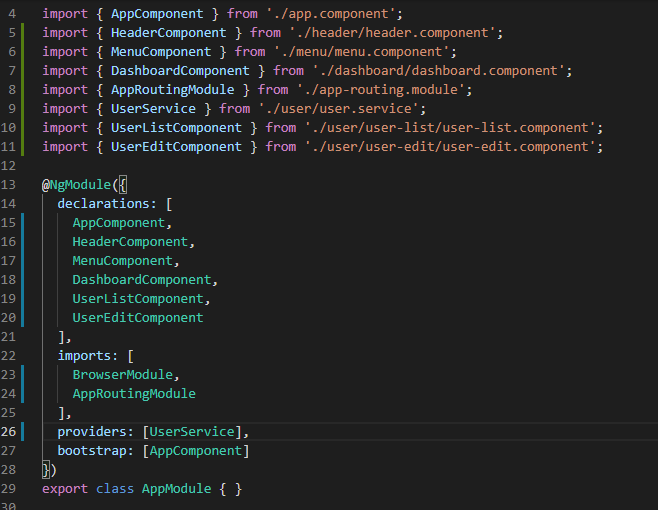 4 import { AppComponent } from './app.component';
5 import { HeaderComponent } from './header/header.component';
6 import { MenuComponent } from './menu/menu.component';
7 import { DashboardComponent } from './dashboard/dashboard.component';
8 import { AppRoutingModule } from './app-routing.module';
9 import { UserService } from './user/user.service';
10 import { UserListComponent } from './user/user-list/user-list.component';
11 import { UserEditComponent } from './user/user-edit/user-edit.component';
12
13 @NgModule({
14   declarations: [
15     AppComponent,
16     HeaderComponent,
17     MenuComponent,
18     DashboardComponent,
19     UserListComponent,
20     UserEditComponent
21   ],
22   imports: [
23     BrowserModule,
24     AppRoutingModule
25   ],
26   providers: [UserService],
27   bootstrap: [AppComponent]
28 })
29 export class AppModule { }
30